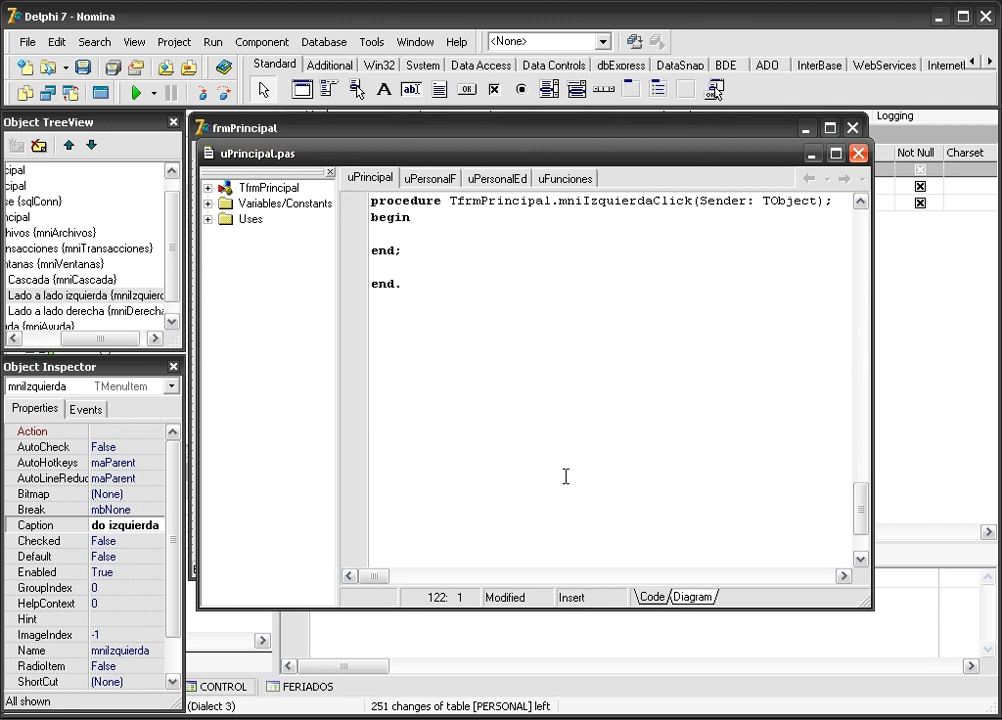 Delphi 7 - Nomina
File Edit Search View Project Run Component Database Tools Window Help <None>
Standard Additional Win32 System Data Access Data Controls dbExpress DataSnap BDE ADO InterBase WebServices InternetE
Object TreeView
cipal
cipal
se {sqlConn}
ncipal
hivos {mniArchivos}
nsacciones {mniTransacciones}
ntanas {mniVentanas}
Cascada {mniCascada}
Lado a lado izquierda {mniIzquierd
Lado a lado derecha {mniDerecha
uda {mniAyuda}
Object Inspector
mniIzquierda TMenuItem
Properties Events
Action
AutoCheck False
AutoHotkeys maParent
AutoLineReduc maParent
Bitmap (None)
Break mbNone
Caption do izquierda
Checked False
Default False
Enabled True
GroupIndex 0
HelpContext 0
Hint
ImageIndex -1
Name mniIzquierda
RadioItem False
ShortCut (None)
All shown
frmPrincipal
uPrincipal.pas
TfrmPrincipal
Variables/Constants
Uses
uPrincipal uPersonalF uPersonalEd uFunciones
procedure TfrmPrincipal.mniIzquierdaClick(Sender: TObject);
begin
end;
end.
122: 1 Modified Insert Code Diagram
Logging
Not Null Charset
CONTROL FERIADOS
(Dialect 3) 251 changes of table [PERSONAL] left